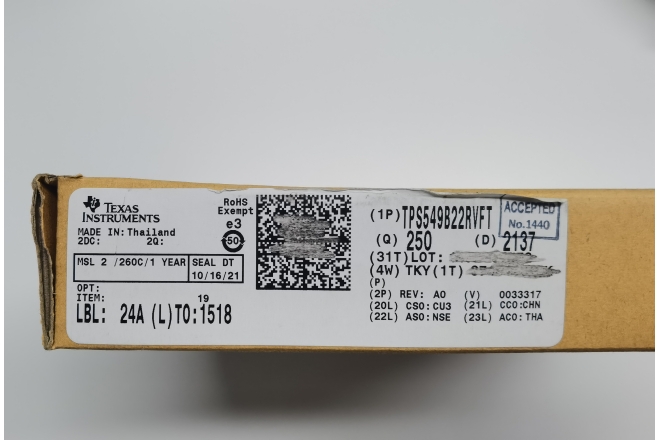 TEXAS
INSTRUMENTS
MADE IN: Thailand
2DC: 2Q:
RoHS
Exempt
e3
50
MSL 2 /260C/1 YEAR SEAL DT
10/16/21
OPT:
ITEM: 19
LBL: 24A (L)TO:1518
(1P)TPS549B22RVFT
ACCEPTED
No.1440
(Q) 250 (D) 2137
(31T)LOT:
(4W) TKY(1T)
(P)
(2P) REV: A0 (V) 0033317
(20L) CSO:CU3 (21L) CCO:CHN
(22L) ASO:NSE (23L) ACO:THA